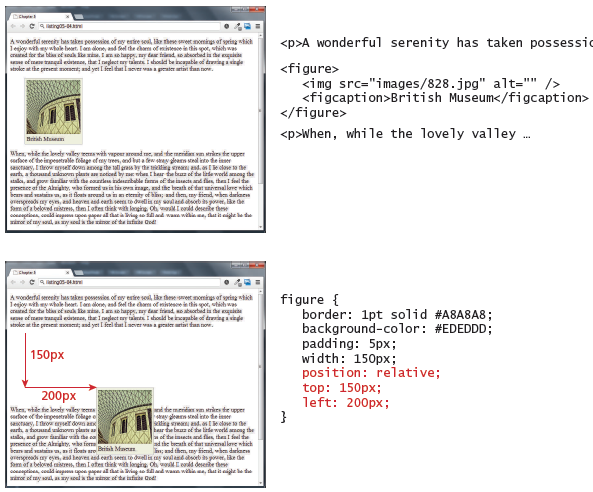 Chapter 5
listing05-04.html
A wonderful serenity has taken possession of my entire soul, like these sweet mornings of spring which
I enjoy with my whole heart. I am alone, and feel the charm of existence in this spot, which was
created for the bliss of souls like mine. I am so happy, my dear friend, so absorbed in the exquisite
sense of mere tranquil existence, that I neglect my talents. I should be incapable of drawing a single
stroke at the present moment; and yet I feel that I never was a greater artist than now.
British Museum
When, while the lovely valley teems with vapour around me, and the meridian sun strikes the upper
surface of the impenetrable foliage of my trees, and but a few stray gleams steal into the inner
sanctuary, I throw myself down among the tall grass by the trickling stream; and, as I lie close to the
earth, a thousand unknown plants are noticed by me: when I hear the buzz of the little world among the
stalks, and grow familiar with the countless indescribable forms of the insects and flies, then I feel the
presence of the Almighty, who formed us in his own image, and the breath of that universal love which
bears and sustains us, as it floats around us in an eternity of bliss; and then, my friend, when darkness
overspreads my eyes, and heaven and earth seem to dwell in my soul and absorb its power, like the
form of a beloved mistress, then I often think with longing, Oh, would I could describe these
conceptions, could impress upon paper all that is living so full and warm within me, that it might be the
mirror of my soul, as my soul is the mirror of the infinite God!
<p>A wonderful serenity has taken possessio
<figure>
<img src="images/828.jpg" alt="" />
<figcaption>British Museum</figcaption>
</figure>
<p>When, while the lovely valley …
Chapter 5
listing05-04.html
A wonderful serenity has taken possession of my entire soul, like these sweet mornings of spring which
I enjoy with my whole heart. I am alone, and feel the charm of existence in this spot, which was
created for the bliss of souls like mine. I am so happy, my dear friend, so absorbed in the exquisite
sense of mere tranquil existence, that I neglect my talents. I should be incapable of drawing a single
stroke at the present moment; and yet I feel that I never was a greater artist than now.
150px
200px
When, while the lovely valley teems with vapour around me, and the meridian sun strikes the upper
surface of the impenetrable foliage o stray gleams steal into the inner
sanctuary, I throw myself down amo trickling stream; and, as I lie close to the
earth, a thousand unknown plants are buzz of the little world among the
stalks, and grow familiar with the co of the insects and flies, then I feel the
presence of the Almighty, who form nd the breath of that universal love which
bears and sustains us, as it floats arou liss; and then, my friend, when darkness
overspreads my eyes, and heaven and earth seem to dwell in my soul and absorb its power, like the
form of a beloved mistress, then I often think with longing, Oh, would I could describe these
conceptions, could impress upon paper all that is living so full and warm within me, that it might be the
mirror of my soul, as my soul is the mirror of the infinite God!
British Museum
figure {
border: 1pt solid #A8A8A8;
background-color: #EDEDDD;
padding: 5px;
width: 150px;
position: relative;
top: 150px;
left: 200px;
}